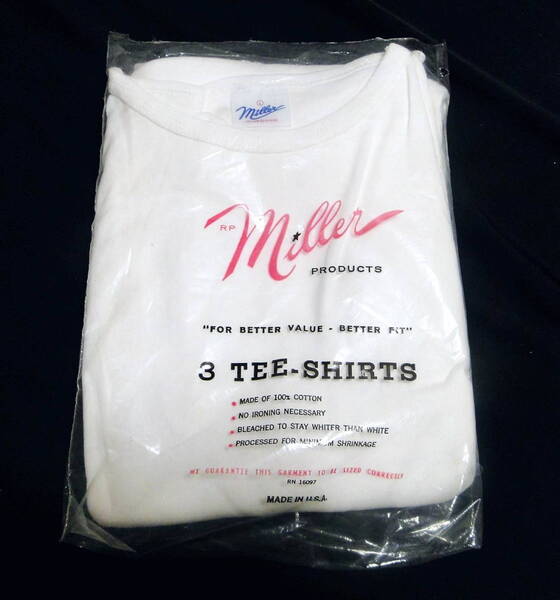 L
Miller
RP
Miller
PRODUCTS
"FOR BETTER VALUE - BETTER FIT"
3 TEE-SHIRTS
MADE OF 100% COTTON
NO IRONING NECESSARY
BLEACHED TO STAY WHITER THAN WHITE
PROCESSED FOR MINIMUM SHRINKAGE
WE GUARANTEE THIS GARMENT TO BE SIZED CORRECTLY
RN 16097
MADE IN U.S.A.